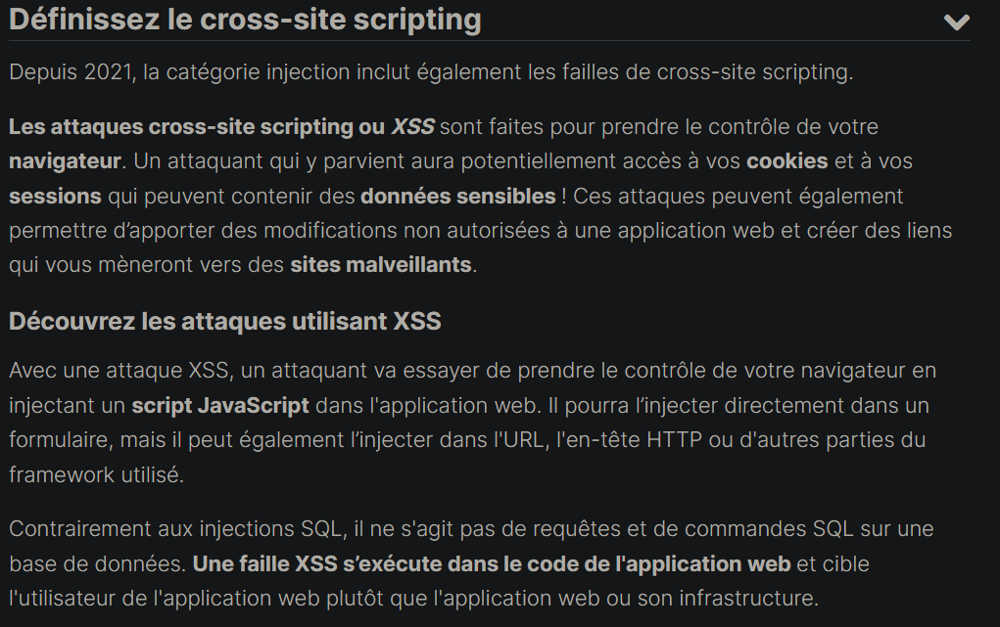 Définissez le cross-site scripting
Depuis 2021, la catégorie injection inclut également les failles de cross-site scripting.
Les attaques cross-site scripting ou XSS sont faites pour prendre le contrôle de votre
navigateur. Un attaquant qui y parvient aura potentiellement accès à vos cookies et à vos
sessions qui peuvent contenir des données sensibles ! Ces attaques peuvent également
permettre d’apporter des modifications non autorisées à une application web et créer des liens
qui vous mèneront vers des sites malveillants.
Découvrez les attaques utilisant XSS
Avec une attaque XSS, un attaquant va essayer de prendre le contrôle de votre navigateur en
injectant un script JavaScript dans l'application web. Il pourra l’injecter directement dans un
formulaire, mais il peut également l’injecter dans l'URL, l'en-tête HTTP ou d'autres parties du
framework utilisé.
Contrairement aux injections SQL, il ne s'agit pas de requêtes et de commandes SQL sur une
base de données. Une faille XSS s’exécute dans le code de l'application web et cible
l'utilisateur de l'application web plutôt que l'application web ou son infrastructure.